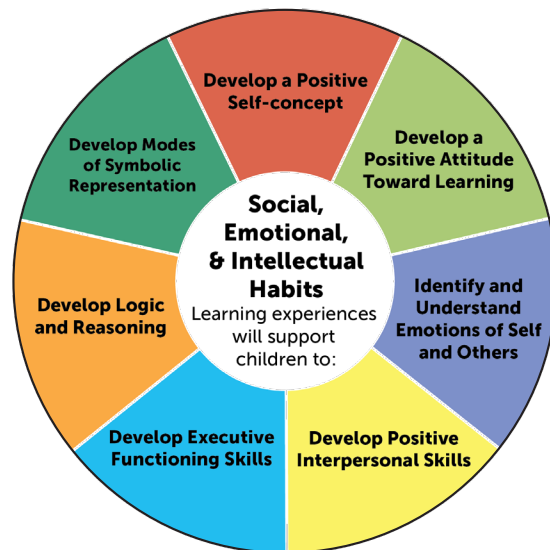 Social,
Emotional,
& Intellectual
Habits
Learning experiences
will support
children to:
Develop a Positive
Self-concept
Develop a
Positive Attitude
Toward Learning
Identify and
Understand
Emotions of Self
and Others
Develop Positive
Interpersonal Skills
Develop Executive
Functioning Skills
Develop Logic
and Reasoning
Develop Modes
of Symbolic
Representation